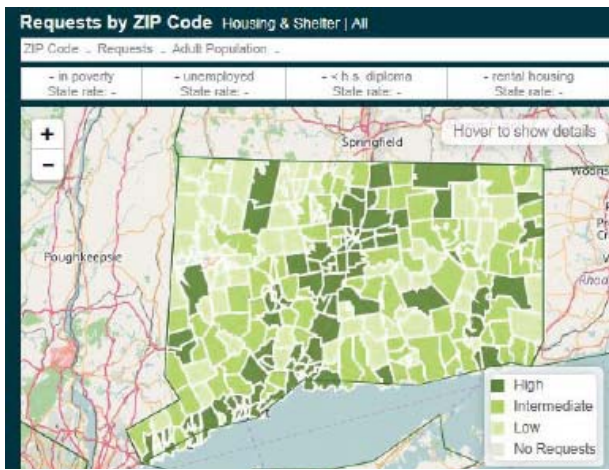 Requests by ZIP Code Housing & Shelter | All
ZIP Code - Requests - Adult Population -
- in poverty
State rate: -
- unemployed
State rate: -
- < h.s. diploma
State rate: -
- rental housing
State rate: -
+
-
Hover to show details
Springfield
Poughkeepsie
High
Intermediate
Low
No Requests